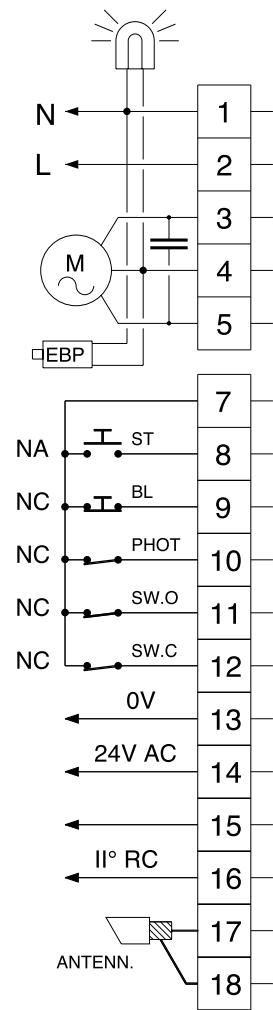 N 1
L 2
3
M 4
5
EBP
7
NA ST 8
NC BL 9
NC PHOT 10
NC SW.O 11
NC SW.C 12
0V 13
24V AC 14
15
II° RC 16
17
ANTENN. 18